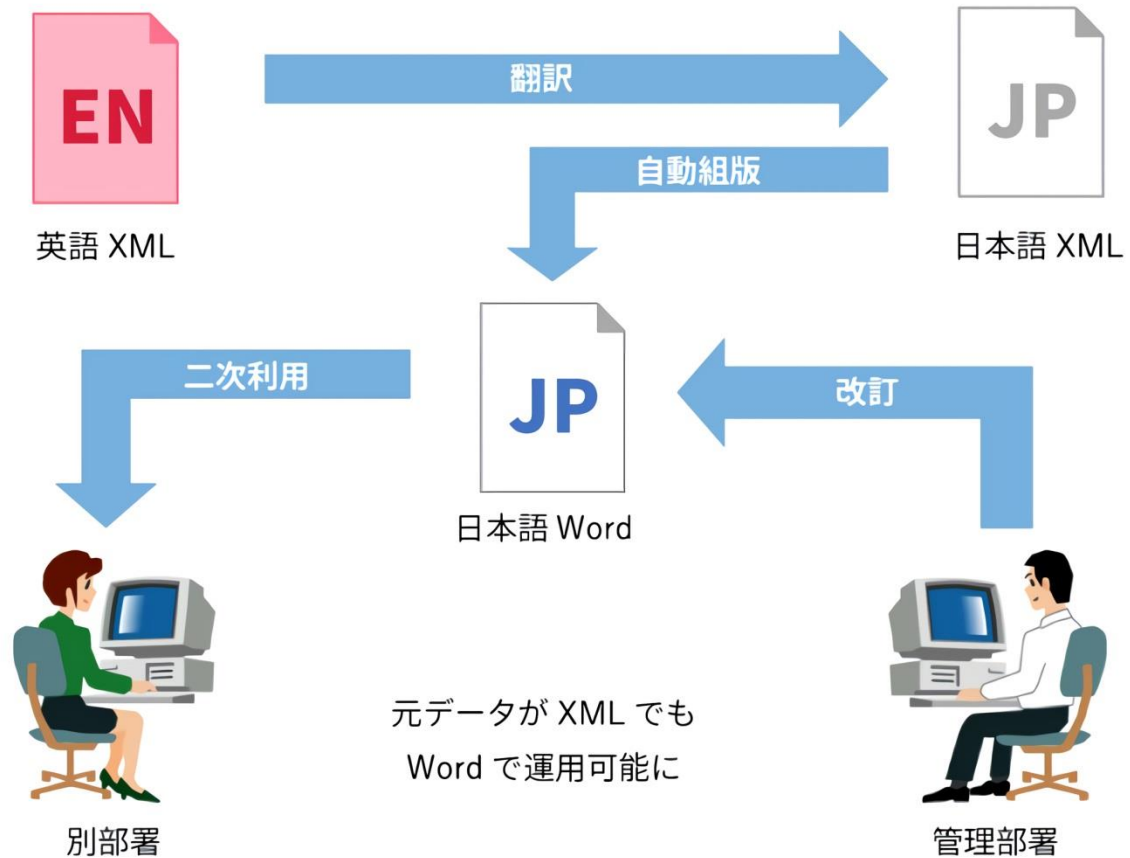 EN
翻訳
JP
自動組版
英語 XML
日本語 XML
二次利用
JP
改訂
日本語 Word
元データが XML でも
Word で運用可能に
別部署
管理部署